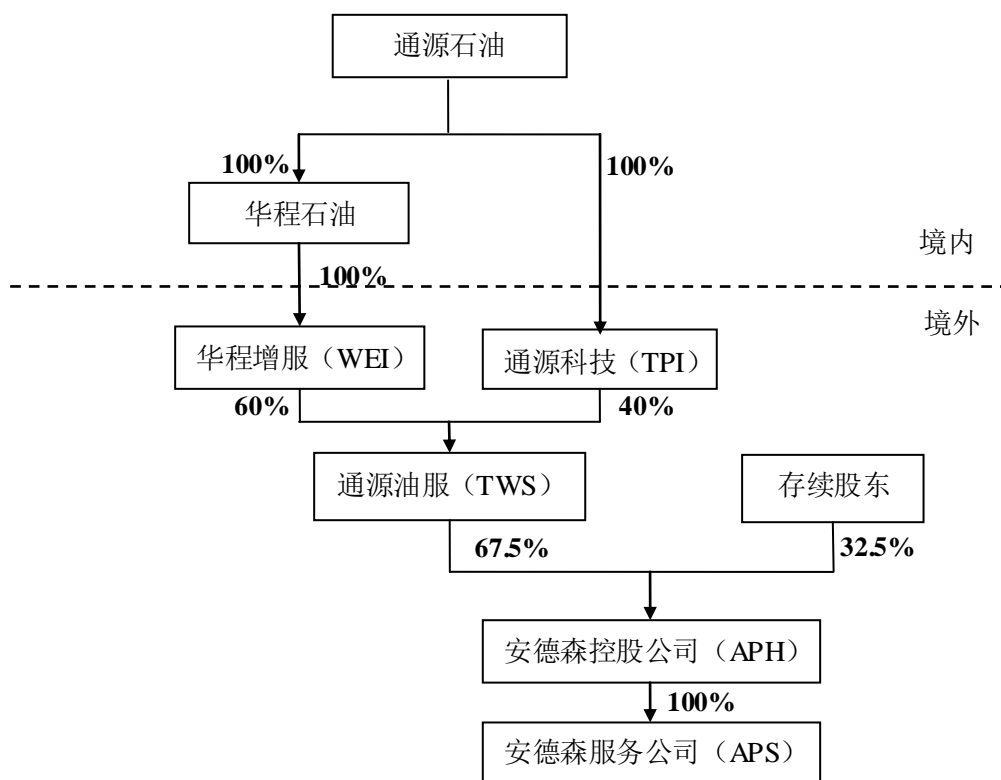 通源石油
100%
100%
华程石油
境内
100%
境外
华程增服（WEI）
通源科技（TPI）
60%
40%
通源油服（TWS）
存续股东
67.5%
32.5%
安德森控股公司（APH）
100%
安德森服务公司（APS）